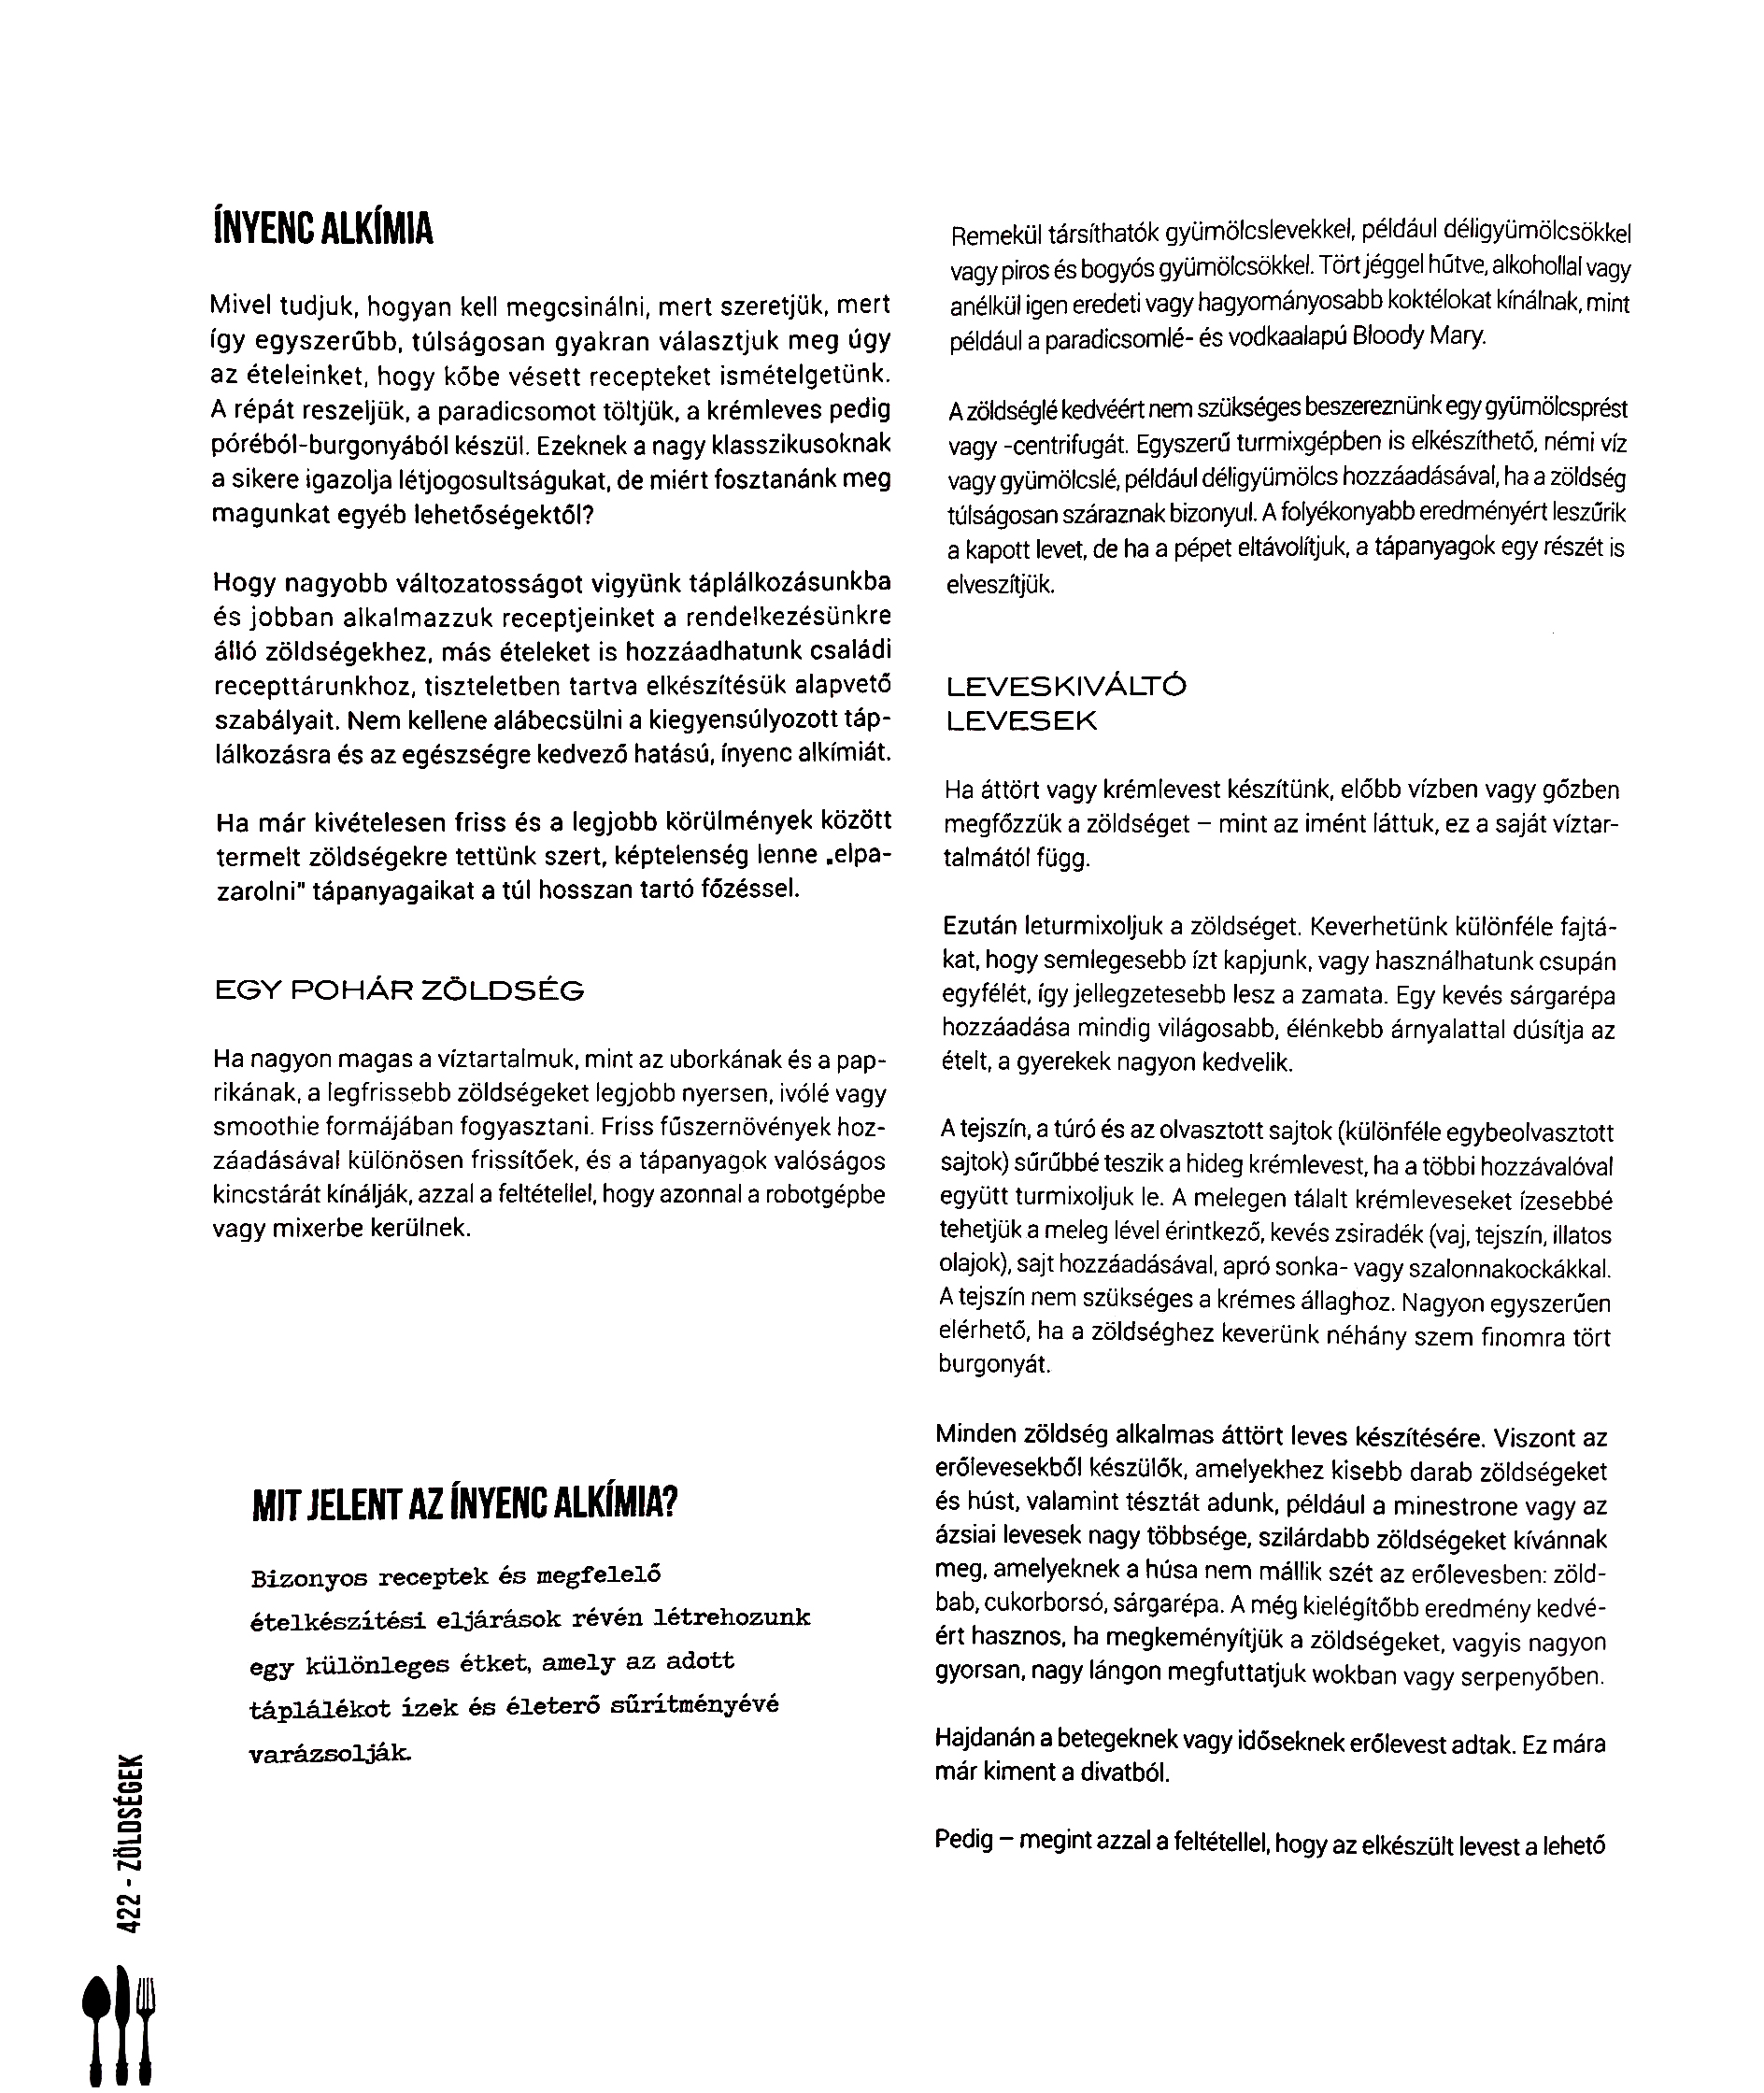 ÍNYENC ALKÍMIA
Mivel tudjuk, hogyan kell megcsinálni, mert szeretjük, mert
így egyszerűbb, túlságosan gyakran választjuk meg úgy
az ételeinket, hogy kőbe vésett recepteket ismételgetünk.
A répát reszeljük, a paradicsomot töltjük, a krémleves pedig
póréból-burgonyából készül. Ezeknek a nagy klasszikusoknak
a sikere igazolja létjogosultságukat, de miért fosztanánk meg
magunkat egyéb lehetőségektől?
Hogy nagyobb változatosságot vigyünk táplálkozásunkba
és jobban alkalmazzuk receptjeinket a rendelkezésünkre
álló zöldségekhez, más ételeket is hozzáadhatunk családi
recepttárunkhoz, tiszteletben tartva elkészítésük alapvető
szabályait. Nem kellene alábecsülni a kiegyensúlyozott táp-
lálkozásra és az egészségre kedvező hatású, ínyenc alkímiát.
Ha már kivételesen friss és a legjobb körülmények között
termelt zöldségekre tettünk szert, képtelenség lenne „elpa-
zarolni" tápanyagaikat a túl hosszan tartó főzéssel.
EGY POHÁR ZÖLDSÉG
Ha nagyon magas a víztartalmuk, mint az uborkának és a pap-
rikának, a legfrissebb zöldségeket legjobb nyersen, ivólé vagy
smoothie formájában fogyasztani. Friss fűszernövények hoz-
záadásával különösen frissítőek, és a tápanyagok valóságos
kincstárát kínálják, azzal a feltétellel, hogy azonnal a robotgépbe
vagy mixerbe kerülnek.
MIT JELENT AZ ÍNYENC ALKÍMIA?
Bizonyos receptek és megfelelő
ételkészítési eljárások révén létrehozunk
egy különleges étket, amely az adott
táplálékot ízek és életerő sűrítményévé
varázsolják.
Remekül társíthatók gyümölcslevekkel, például déligyümölcsökkel
vagy piros és bogyós gyümölcsökkel. Tört jéggel hűtve, alkohollal vagy
anélkül igen eredeti vagy hagyományosabb koktélokat kínálnak, mint
például a paradicsomlé- és vodkaalapú Bloody Mary.
A zöldséglé kedvéért nem szükséges beszereznünk egy gyümölcsprést
vagy -centrifugát. Egyszerű turmixgépben is elkészíthető, némi víz
vagy gyümölcslé, például déligyümölcs hozzáadásával, ha a zöldség
túlságosan száraznak bizonyul. A folyékonyabb eredményért leszűrik
a kapott levet, de ha a pépet eltávolítjuk, a tápanyagok egy részét is
elveszítjük.
LEVESKIVÁLTÓ
LEVESEK
Ha áttört vagy krémlevest készítünk, előbb vízben vagy gőzben
megfőzzük a zöldséget – mint az imént láttuk, ez a saját víztar-
talmától függ.
Ezután leturmixoljuk a zöldséget. Keverhetünk különféle fajtá-
kat, hogy semlegesebb ízt kapjunk, vagy használhatunk csupán
egyfélét, így jellegzetesebb lesz a zamata. Egy kevés sárgarépa
hozzáadása mindig világosabb, élénkebb árnyalattal dúsítja az
ételt, a gyerekek nagyon kedvelik.
A tejszín, a túró és az olvasztott sajtok (különféle egybeolvasztott
sajtok) sűrűbbé teszik a hideg krémlevest, ha a többi hozzávalóval
együtt turmixoljuk le. A melegen tálalt krémleveseket ízesebbé
tehetjük a meleg lével érintkező, kevés zsiradék (vaj, tejszín, illatos
olajok), sajt hozzáadásával, apró sonka- vagy szalonnakockákkal.
A tejszín nem szükséges a krémes állaghoz. Nagyon egyszerűen
elérhető, ha a zöldséghez keverünk néhány szem finomra tört
burgonyát.
Minden zöldség alkalmas áttört leves készítésére. Viszont az
erőlevesekből készülők, amelyekhez kisebb darab zöldségeket
és húst, valamint tésztát adunk, például a minestrone vagy az
ázsiai levesek nagy többsége, szilárdabb zöldségeket kívánnak
meg, amelyeknek a húsa nem mállik szét az erőlevesben: zöld-
bab, cukorborsó, sárgarépa. A még kielégítőbb eredmény kedvé-
ért hasznos, ha megkeményítjük a zöldségeket, vagyis nagyon
gyorsan, nagy lángon megfuttatjuk wokban vagy serpenyőben.
Hajdanán a betegeknek vagy időseknek erőlevest adtak. Ez mára
már kiment a divatból.
Pedig – megint azzal a feltétellel, hogy az elkészült levest a lehető
422 - ZÖLDSÉGEK